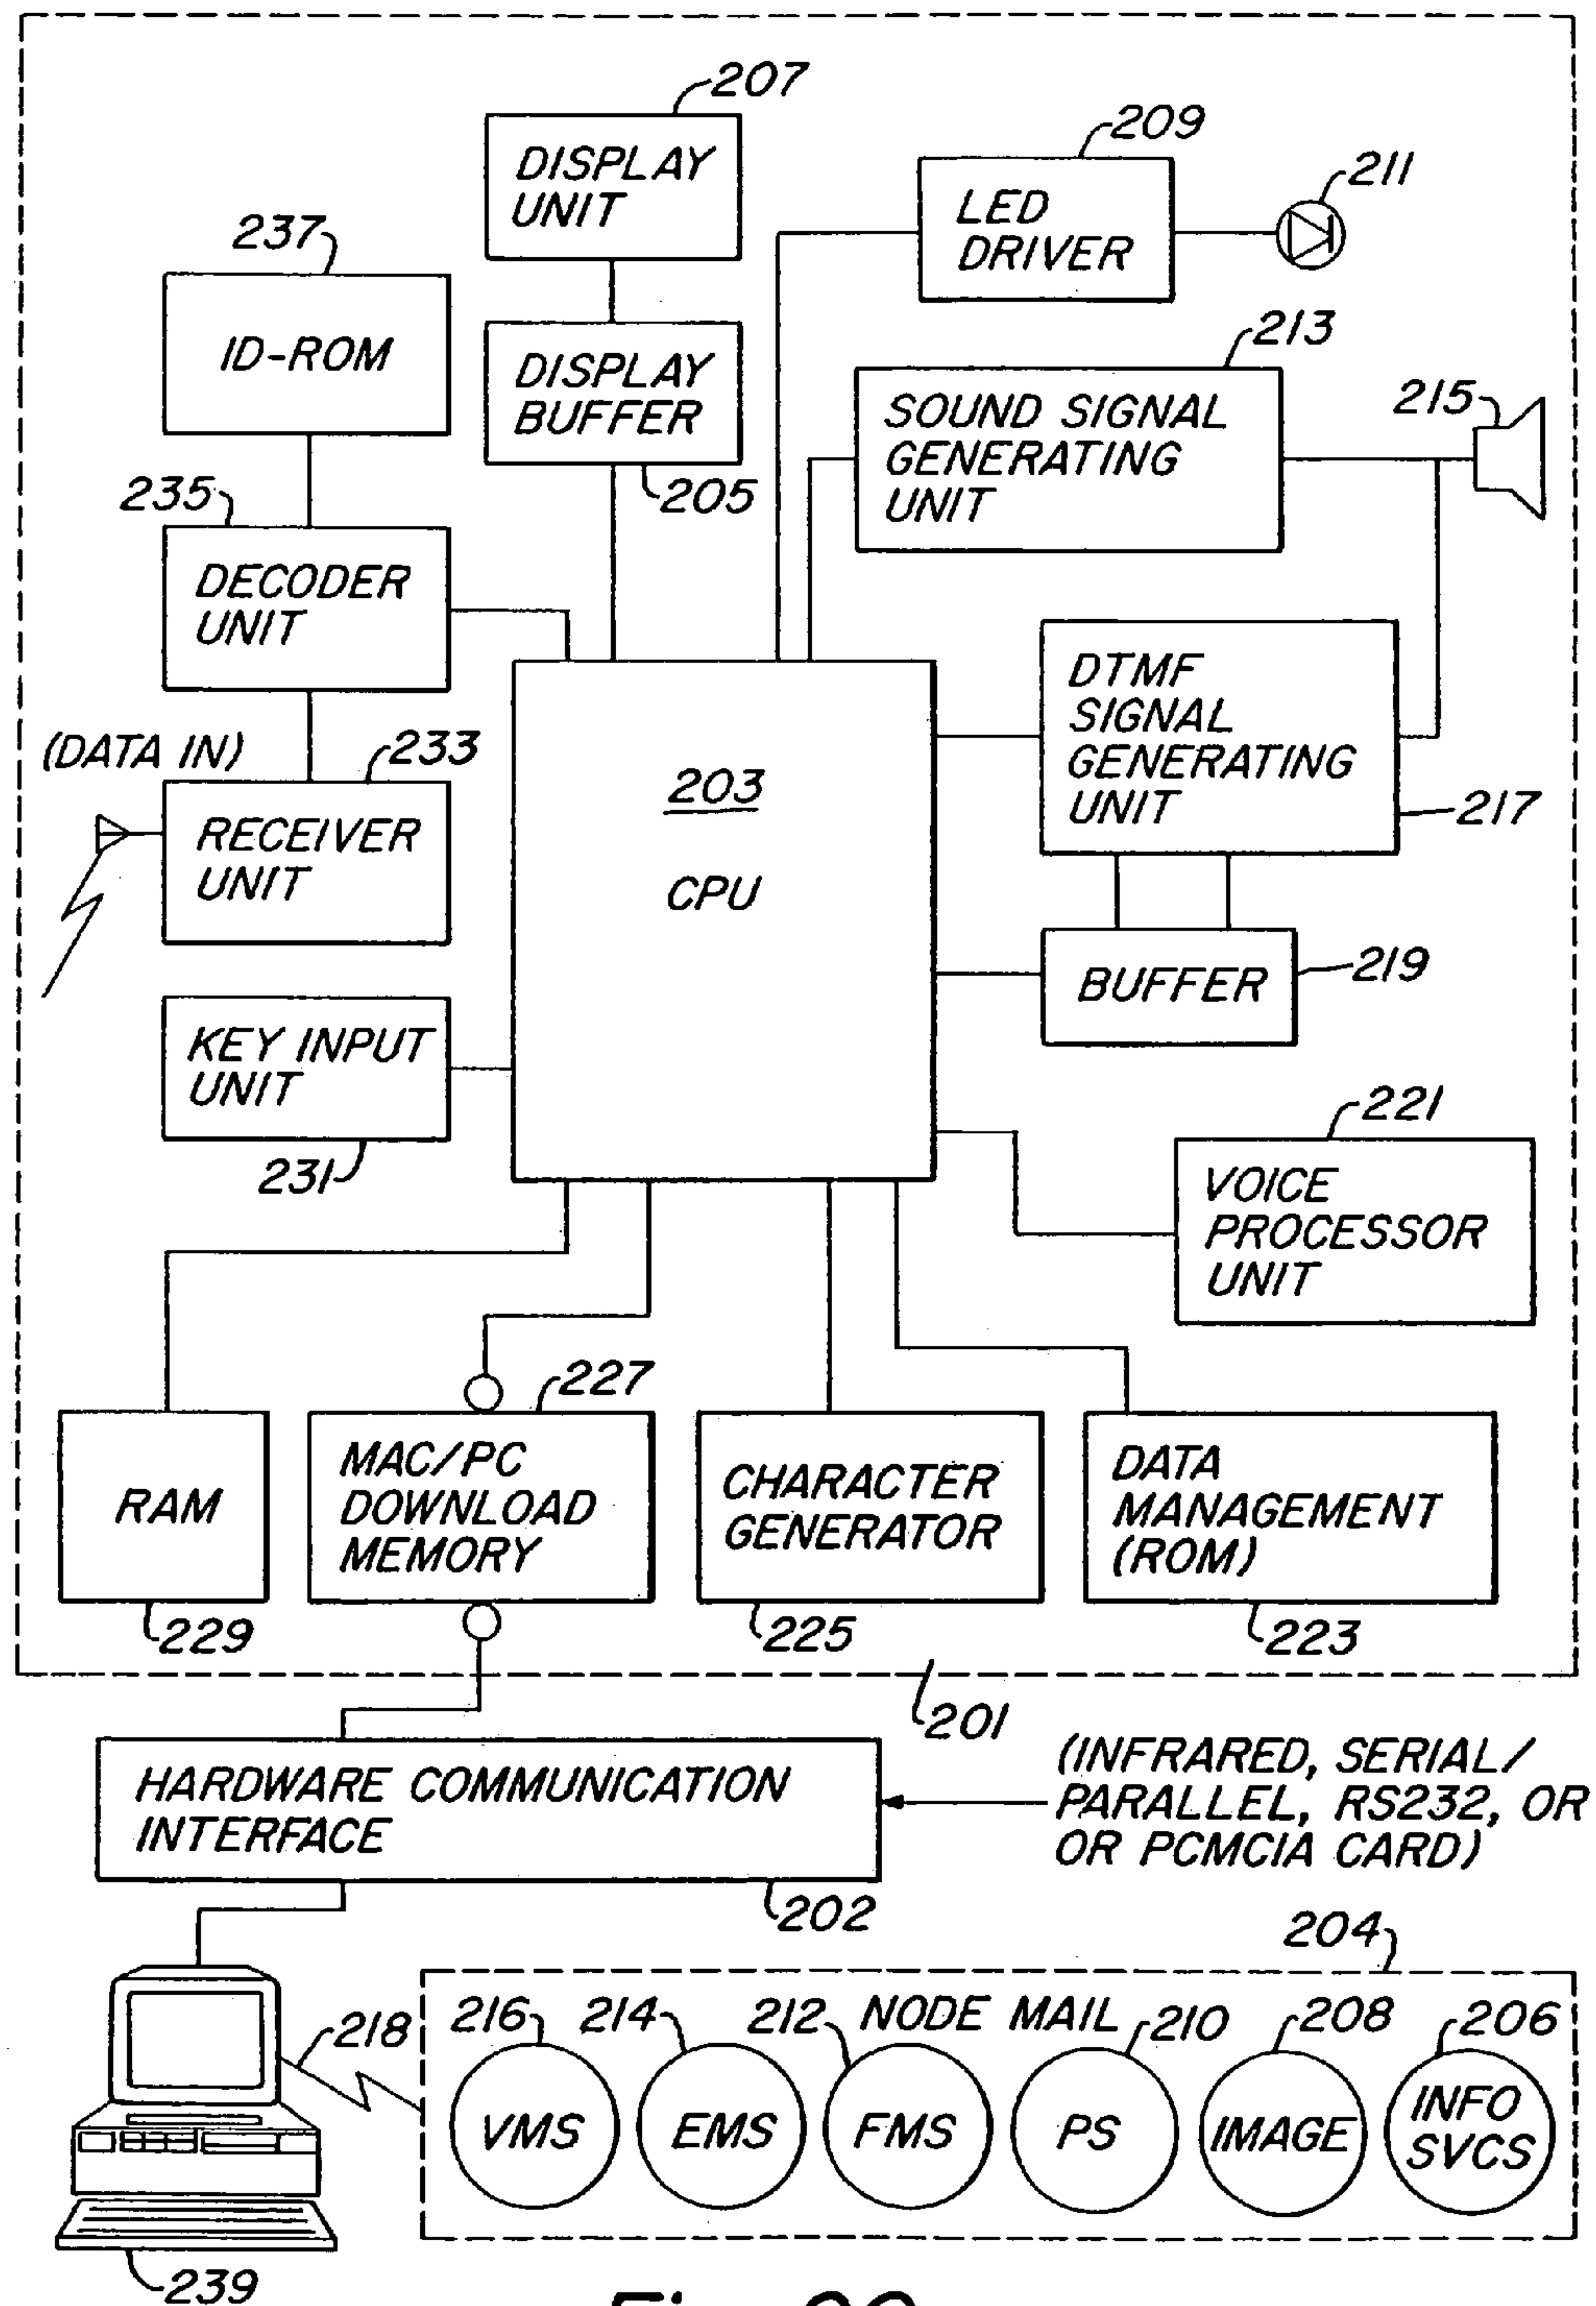 207
DISPLAY
UNIT
209
LED
DRIVER
211
237
ID-ROM
DISPLAY
BUFFER
205
213
SOUND SIGNAL
GENERATING
UNIT
215
235
DECODER
UNIT
(DATA IN)
233
RECEIVER
UNIT
203
CPU
DTMF
SIGNAL
GENERATING
UNIT
217
BUFFER
219
KEY INPUT
UNIT
231
221
VOICE
PROCESSOR
UNIT
RAM
229
227
MAC/PC
DOWNLOAD
MEMORY
CHARACTER
GENERATOR
225
DATA
MANAGEMENT
(ROM)
223
201
HARDWARE COMMUNICATION
INTERFACE
202
(INFRARED, SERIAL/
PARALLEL, RS232, OR
OR PCMCIA CARD)
204
218
NODE MAIL
216
VMS
214
EMS
212
FMS
210
PS
208
IMAGE
206
INFO
SVCS
239